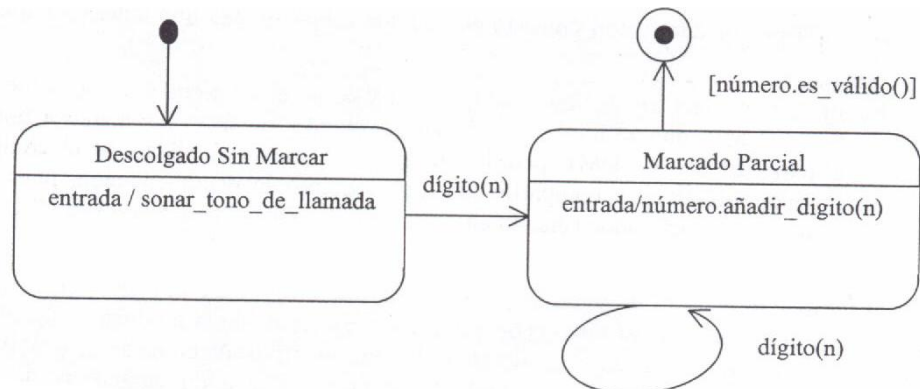 [número.es_válido()]
Descolgado Sin Marcar
entrada / sonar_tono_de_llamada
dígito(n)
Marcado Parcial
entrada/número.añadir_digito(n)
dígito(n)